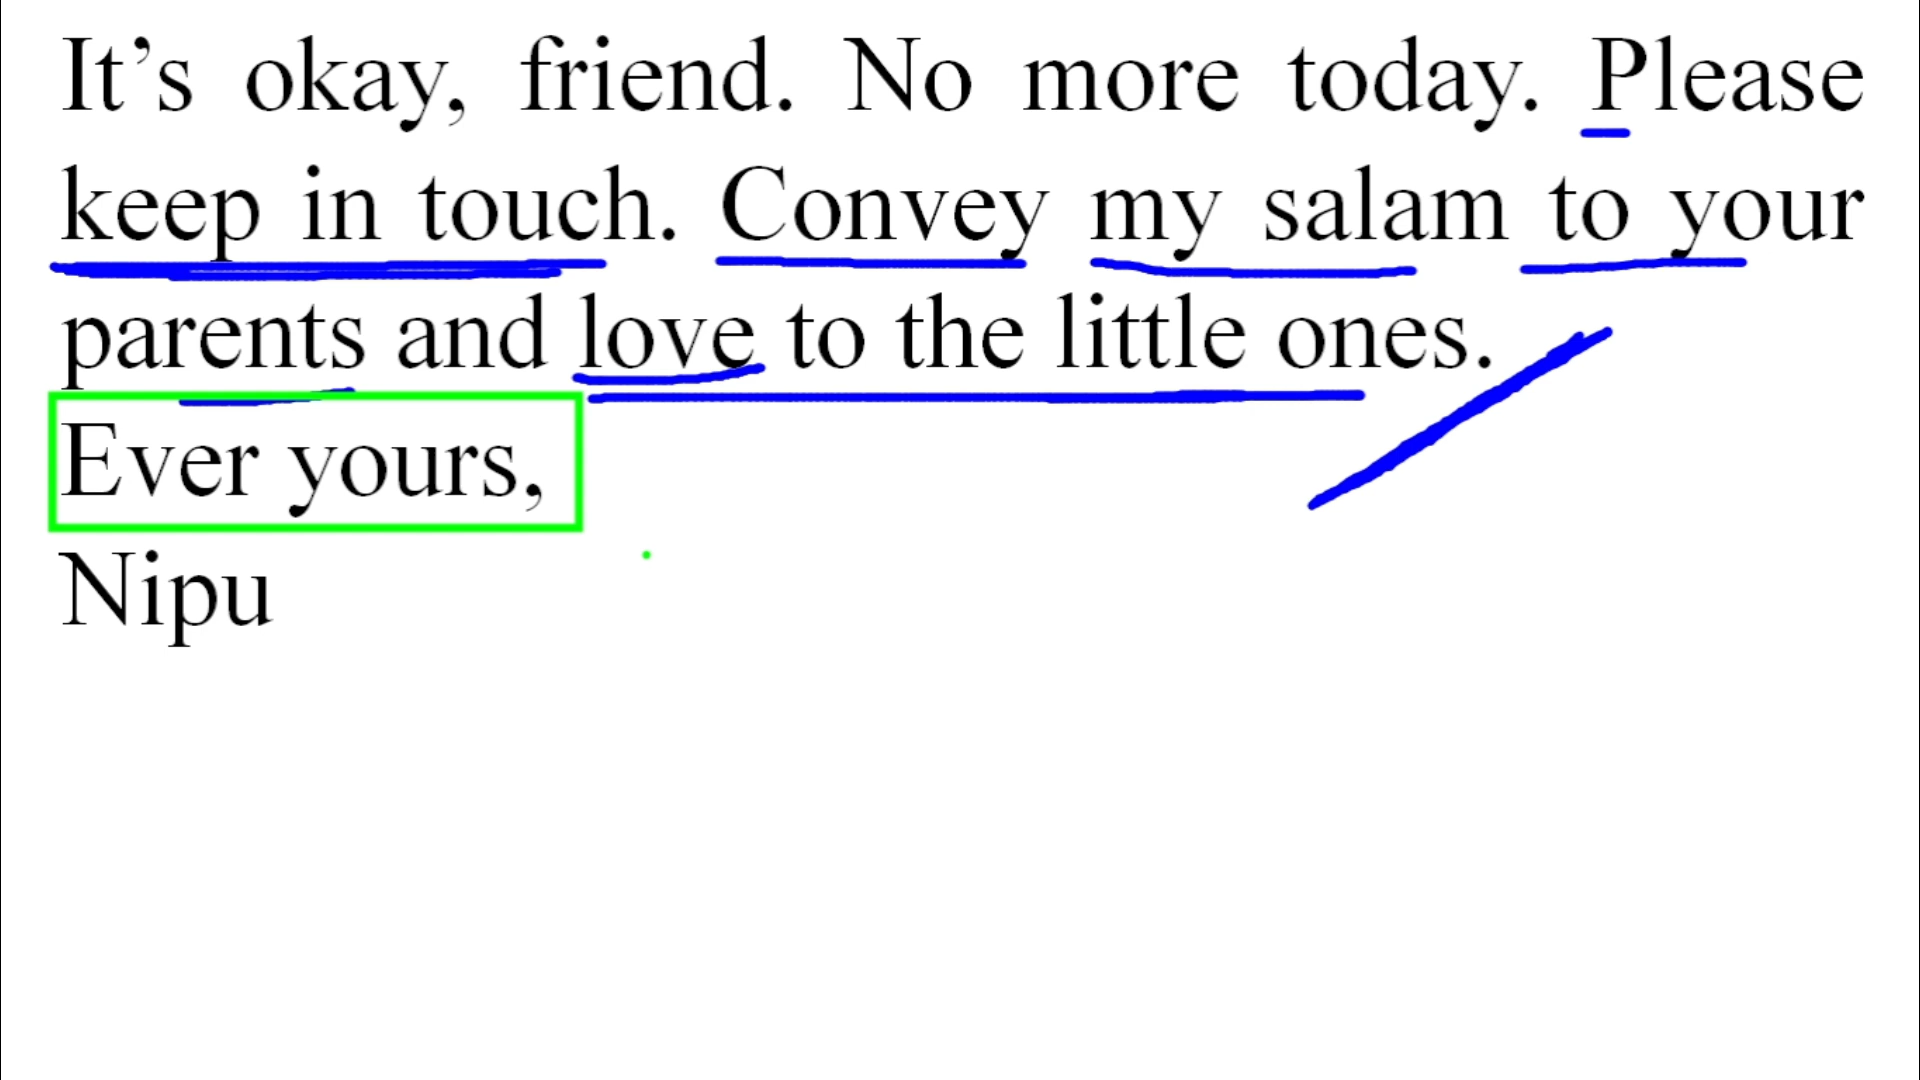 It’s okay, friend. No more today. Please
keep in touch. Convey my salam to your
parents and love to the little ones.
Ever yours,
Nipu